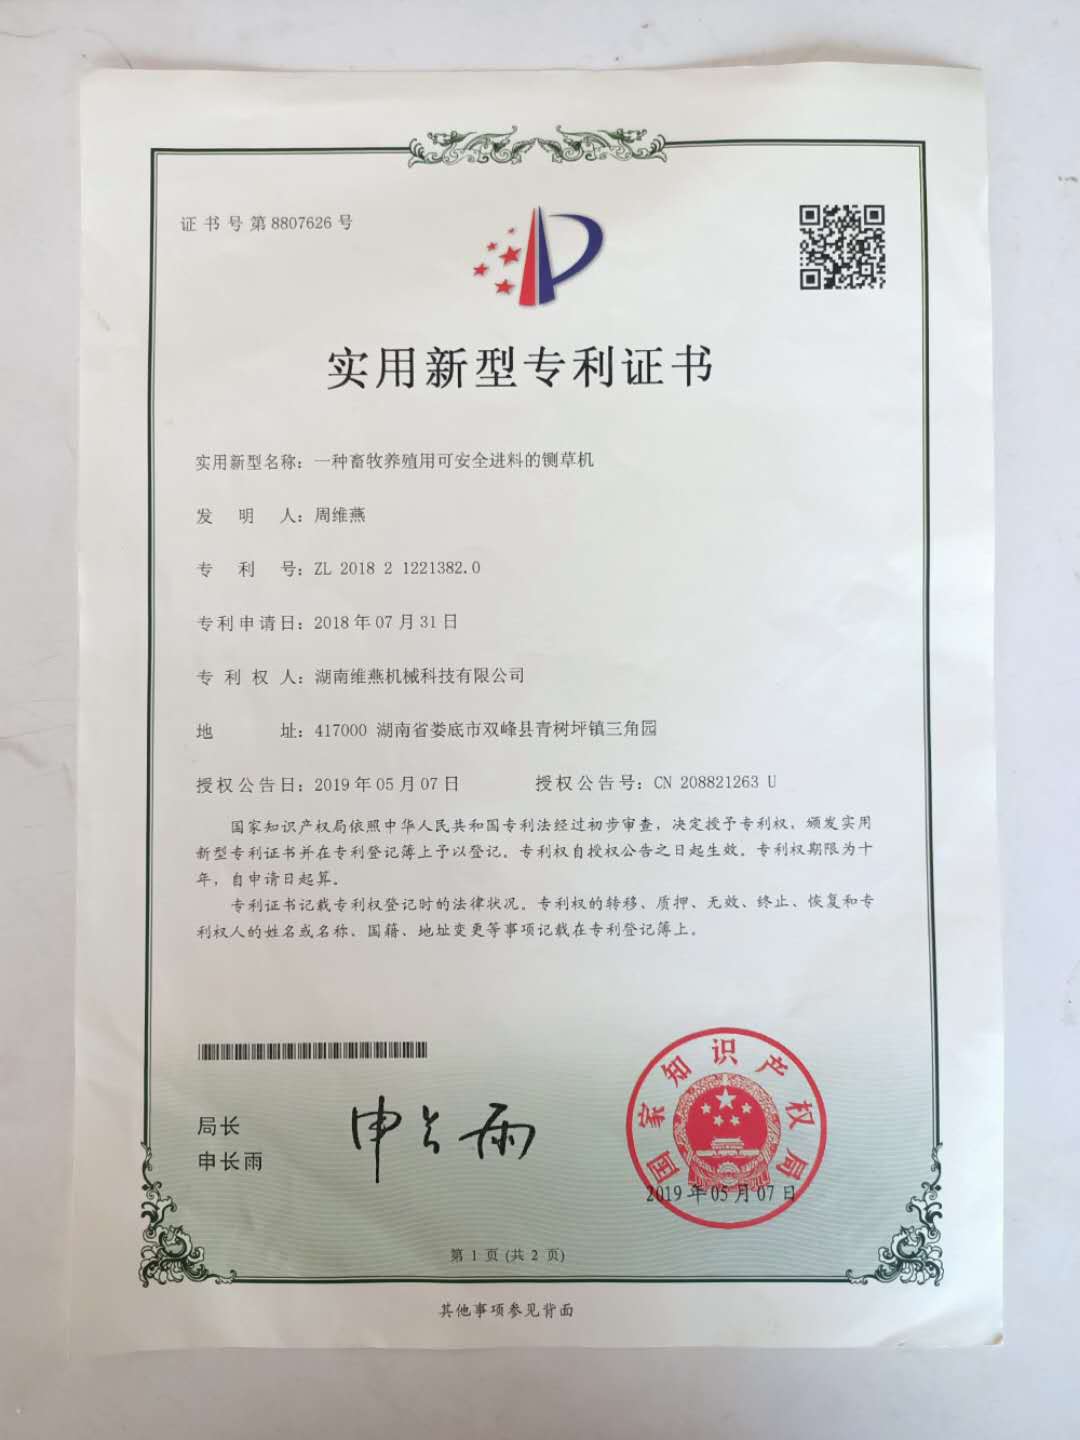 证书号第8807626号
实用新型专利证书
实用新型名称：一种畜牧养殖用可安全进料的铡草机
发明人：周维燕
专利号：ZL 2018 2 1221382.0
专利申请日：2018年07月31日
专利权人：湖南维燕机械科技有限公司
地址：417000 湖南省娄底市双峰县青树坪镇三角园
授权公告日：2019年05月07日 授权公告号：CN 208821263 U
国家知识产权局依照中华人民共和国专利法经过初步审查，决定授予专利权，颁发实用
新型专利证书并在专利登记簿上予以登记。专利权自授权公告之日起生效。专利权期限为十
年，自申请日起算。
专利证书记载专利权登记时的法律状况。专利权的转移、质押、无效、终止、恢复和专
利权人的姓名或名称、国籍、地址变更等事项记载在专利登记簿上。
局长
申长雨
申长雨
国家知识产权局
2019年05月07日
第 1 页 (共 2 页)
其他事项参见背面